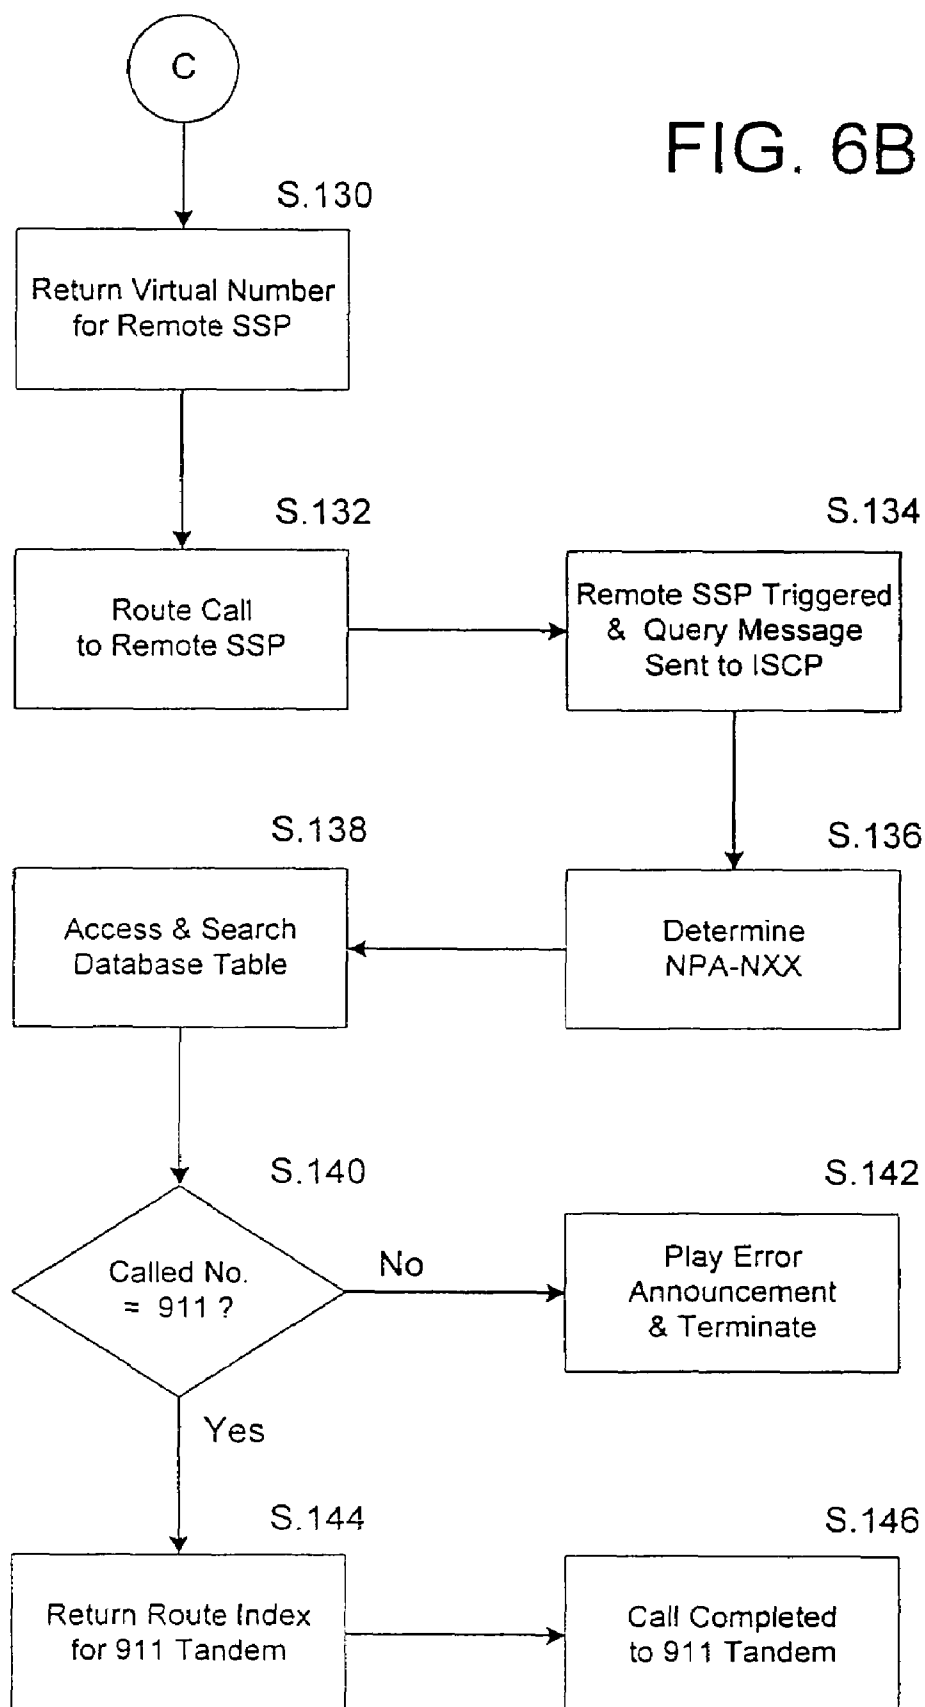 C
FIG. 6B
S.130
Return Virtual Number
for Remote SSP
S.132
Route Call
to Remote SSP
S.134
Remote SSP Triggered
& Query Message
Sent to ISCP
S.136
Determine
NPA-NXX
S.138
Access & Search
Database Table
S.140
Called No.
= 911 ?
No
S.142
Play Error
Announcement
& Terminate
Yes
S.144
Return Route Index
for 911 Tandem
S.146
Call Completed
to 911 Tandem